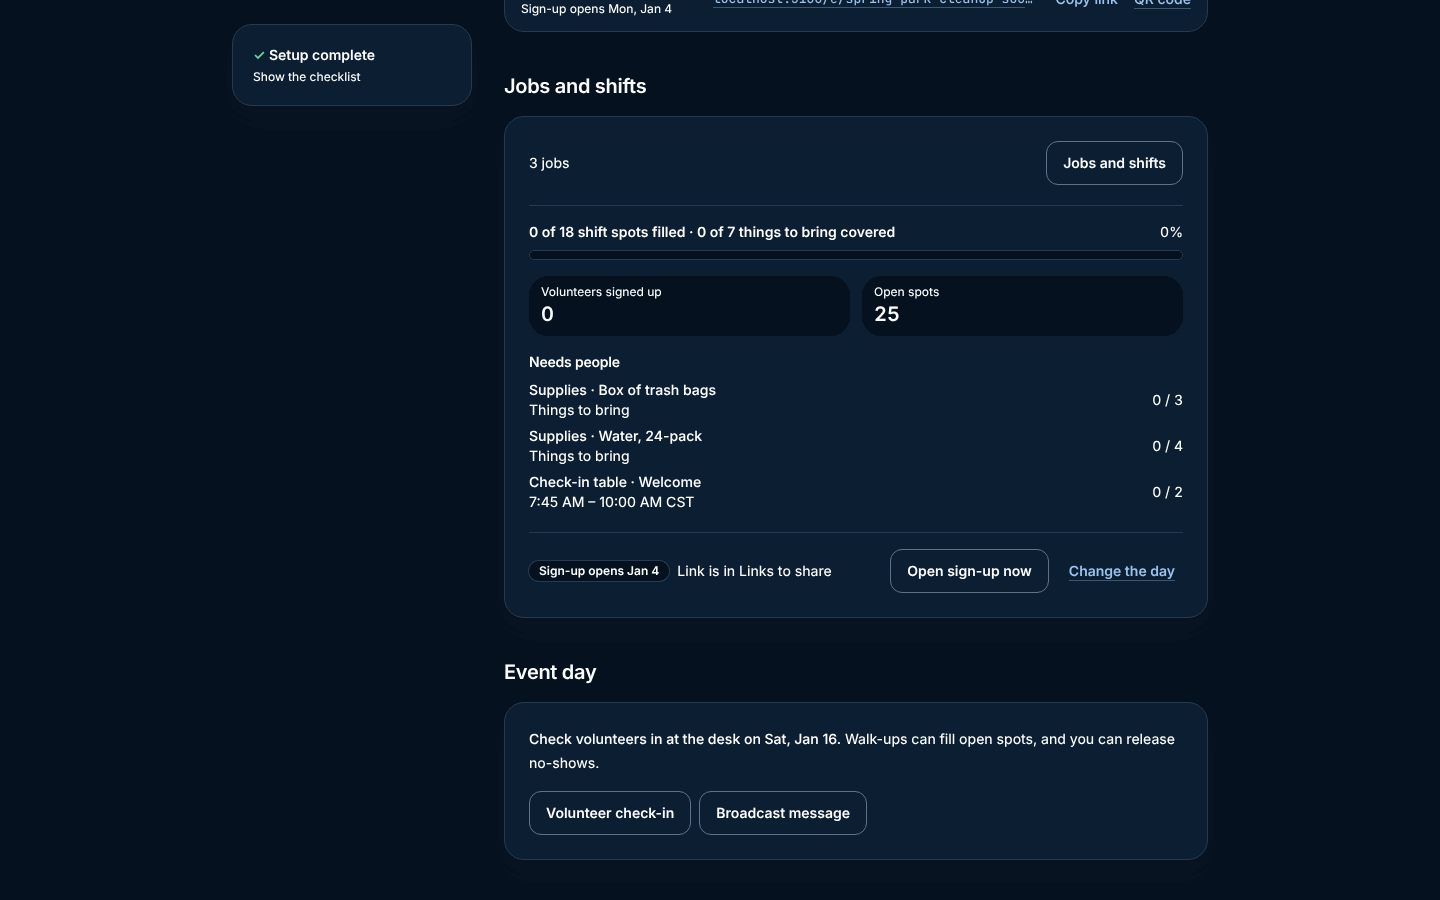 Sign-up opens Mon, Jan 4
Copy link
QR code
✓ Setup complete
Show the checklist
Jobs and shifts
3 jobs
Jobs and shifts
0 of 18 shift spots filled · 0 of 7 things to bring covered
0%
Volunteers signed up
0
Open spots
25
Needs people
Supplies · Box of trash bags
Things to bring
0 / 3
Supplies · Water, 24-pack
Things to bring
0 / 4
Check-in table · Welcome
7:45 AM – 10:00 AM CST
0 / 2
Sign-up opens Jan 4
Link is in Links to share
Open sign-up now
Change the day
Event day
Check volunteers in at the desk on Sat, Jan 16. Walk-ups can fill open spots, and you can release
no-shows.
Volunteer check-in
Broadcast message